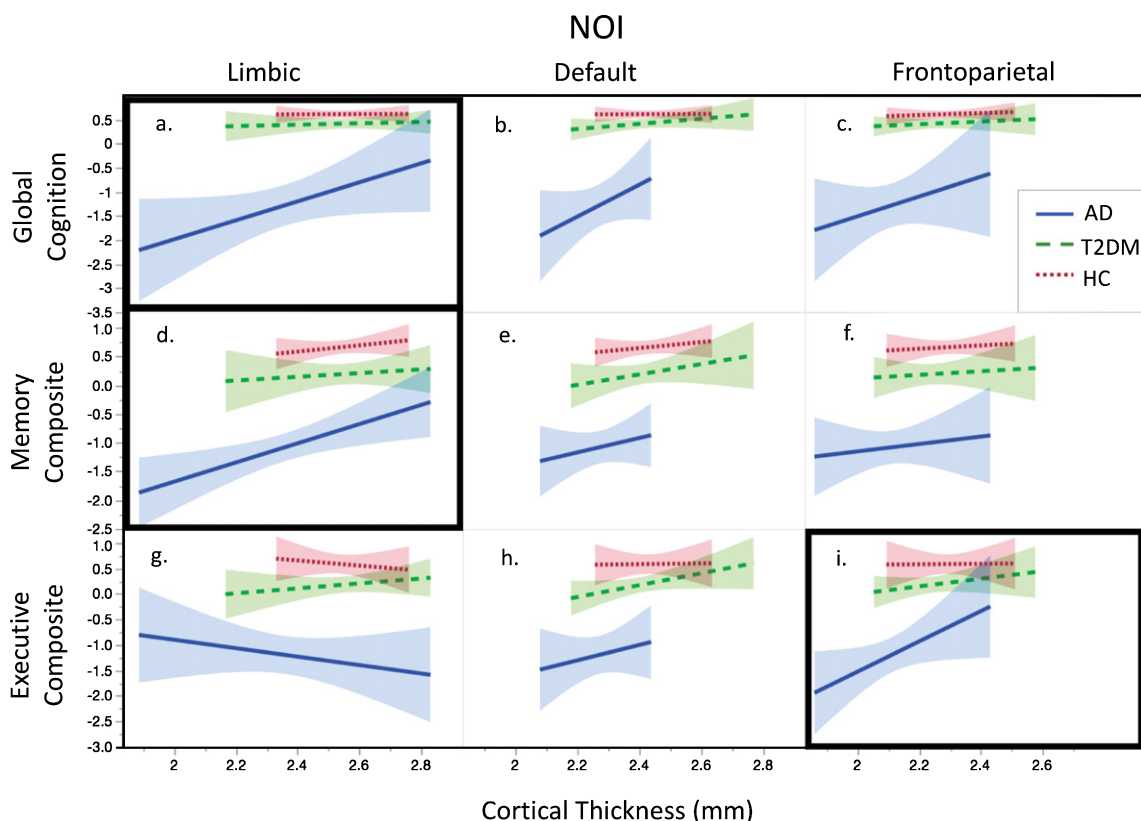 NOI
Limbic Default Frontoparietal
Global Cognition
0.5
0
-0.5
-1
-1.5
-2
-2.5
-3
-3.5
a. b. c.
AD
T2DM
HC
Memory Composite
1.0
0.5
0.0
-0.5
-1.0
-1.5
-2.0
-2.5
d. e. f.
Executive Composite
1.0
0.5
0.0
-0.5
-1.0
-1.5
-2.0
-2.5
-3.0
g. h. i.
2 2.2 2.4 2.6 2.8 2 2.2 2.4 2.6 2.8 2 2.2 2.4 2.6
Cortical Thickness (mm)